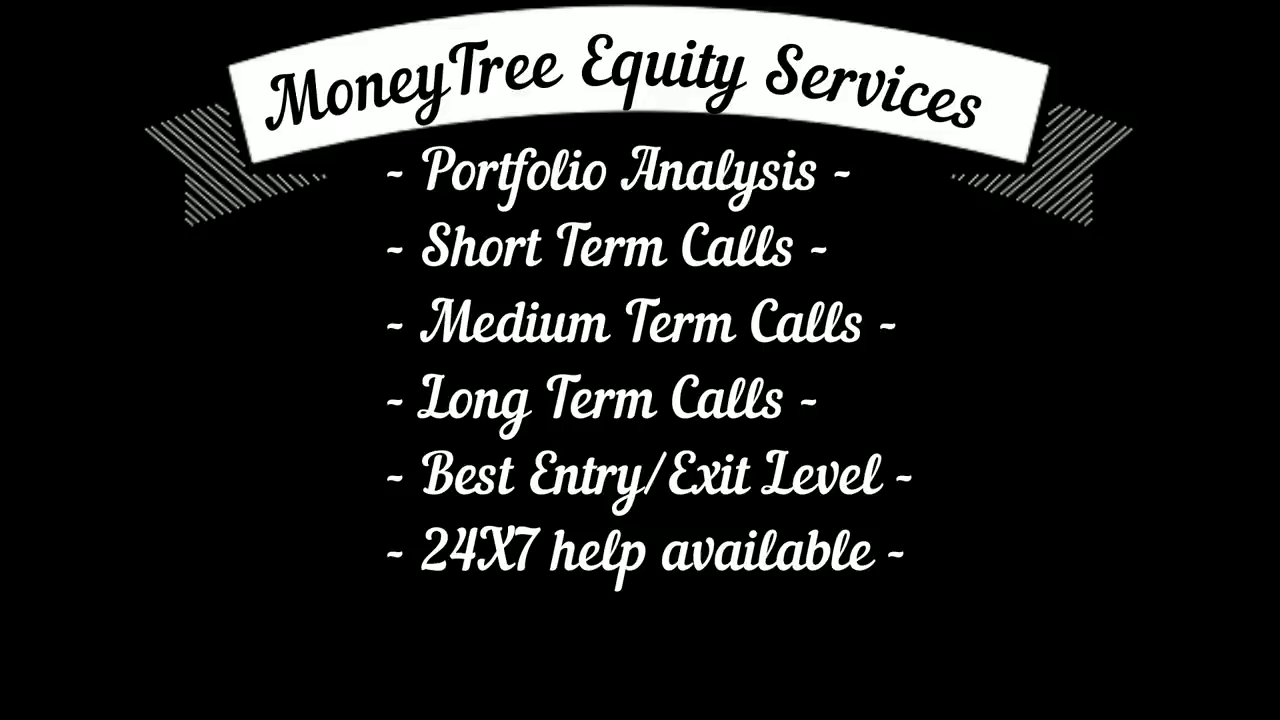 MoneyTree Equity Services
- Portfolio Analysis -
- Short Term Calls -
- Medium Term Calls -
- Long Term Calls -
- Best Entry/Exit Level -
- 24X7 help available -